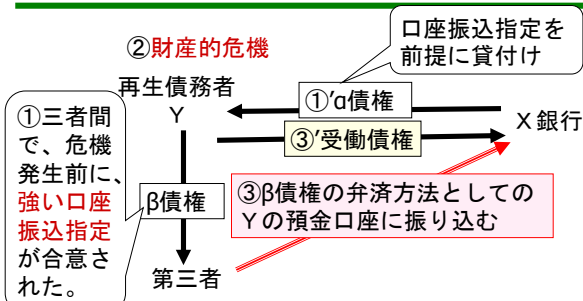 ②財産的危機
口座振込指定を
前提に貸付け
再生債務者
Y
①’α債権
X銀行
③’受働債権
①三者間
で、危機
発生前に、
強い口座
振込指定
が合意さ
れた。
β債権
③β債権の弁済方法としての
Yの預金口座に振り込む
第三者